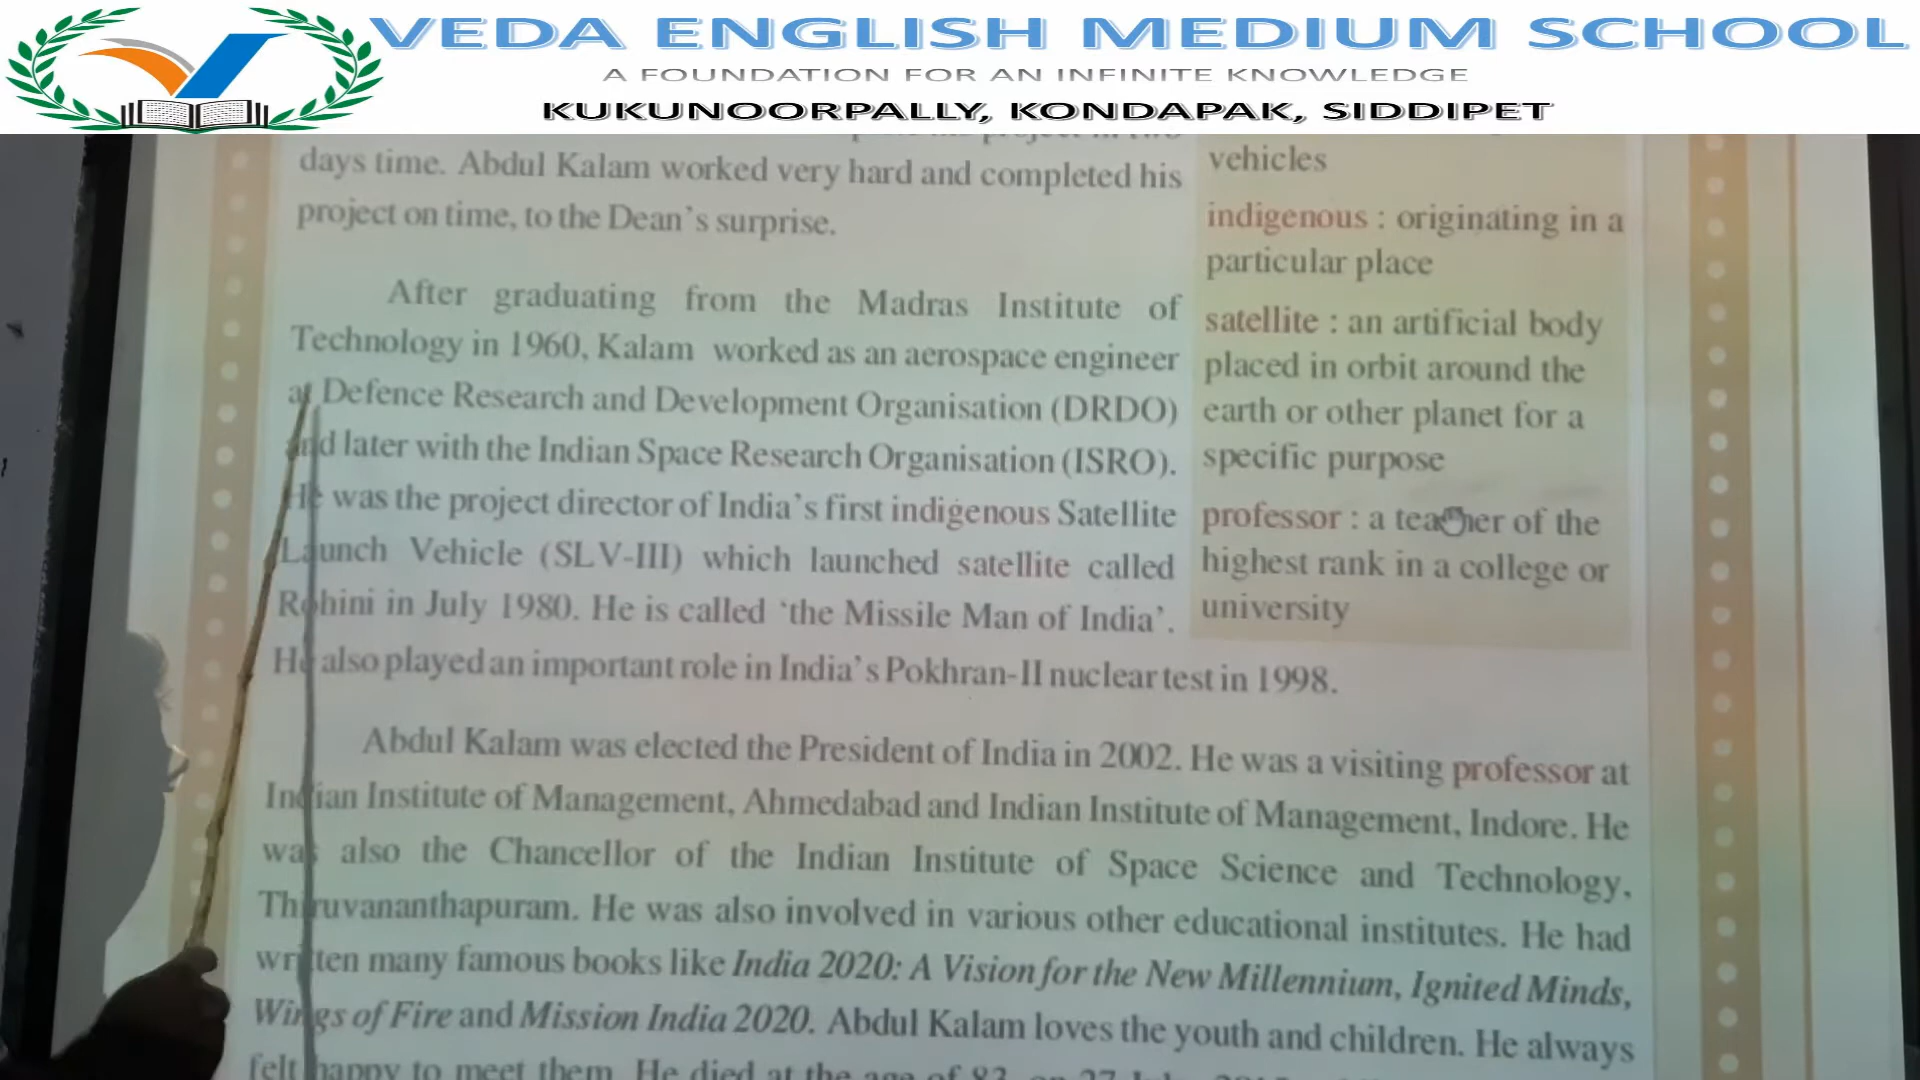 VEDA ENGLISH MEDIUM SCHOOL
A FOUNDATION FOR AN INFINITE KNOWLEDGE
KUKUNOORPALLY, KONDAPAK, SIDDIPET
days time. Abdul Kalam worked very hard and completed his
project on time, to the Dean's surprise.
After graduating from the Madras Institute of
Technology in 1960, Kalam worked as an aerospace engineer
at Defence Research and Development Organisation (DRDO)
and later with the Indian Space Research Organisation (ISRO).
He was the project director of India's first indigenous Satellite
Launch Vehicle (SLV-III) which launched satellite called
Rohini in July 1980. He is called 'the Missile Man of India'.
He also played an important role in India's Pokhran-II nuclear test in 1998.
vehicles
indigenous : originating in a
particular place
satellite : an artificial body
placed in orbit around the
earth or other planet for a
specific purpose
professor : a teacher of the
highest rank in a college or
university
Abdul Kalam was elected the President of India in 2002. He was a visiting professor at
Indian Institute of Management, Ahmedabad and Indian Institute of Management, Indore. He
was also the Chancellor of the Indian Institute of Space Science and Technology,
Thiruvananthapuram. He was also involved in various other educational institutes. He had
written many famous books like India 2020: A Vision for the New Millennium, Ignited Minds,
Wings of Fire and Mission India 2020. Abdul Kalam loves the youth and children. He always
felt happy to meet them. He died at the age of 83, on 27 July,